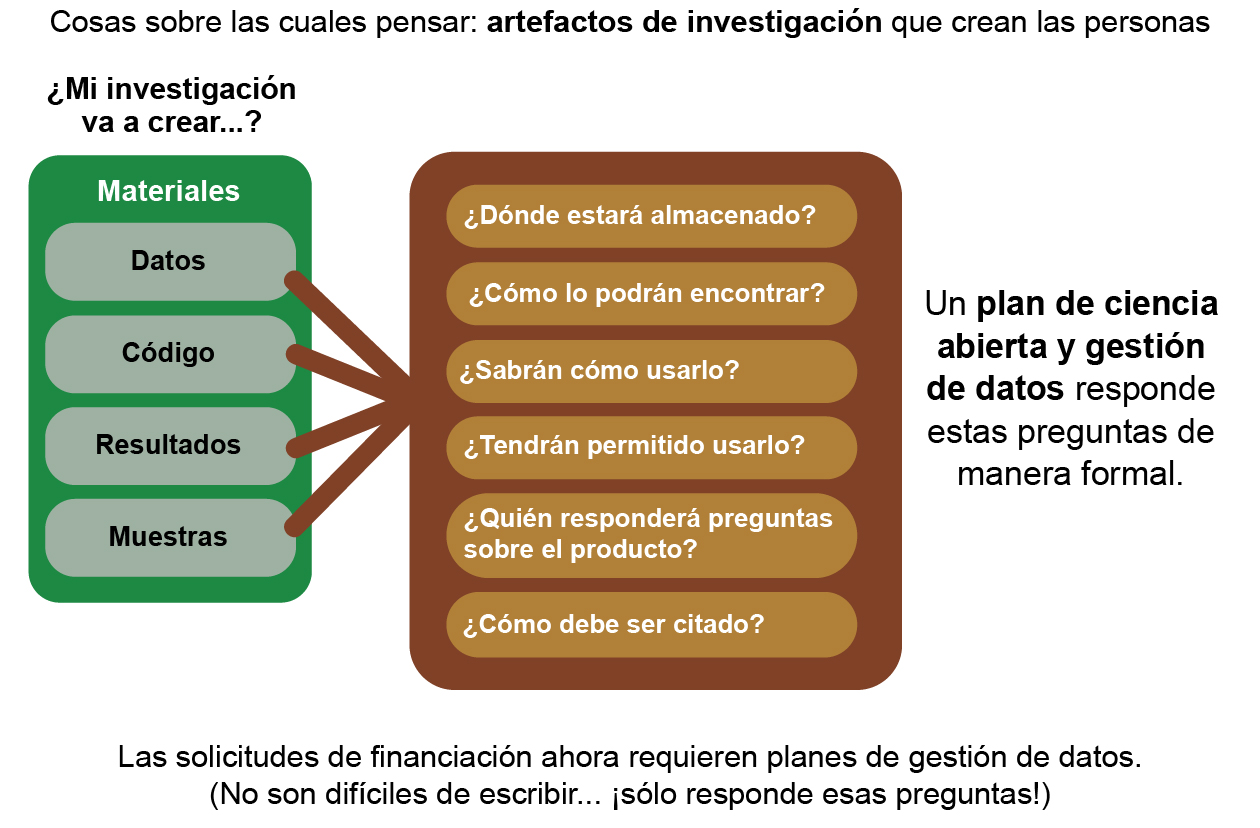 Cosas sobre las cuales pensar: artefactos de investigación que crean las personas
¿Mi investigación
va a crear...?
Materiales
Datos
Código
Resultados
Muestras
¿Dónde estará almacenado?
¿Cómo lo podrán encontrar?
¿Sabrán cómo usarlo?
¿Tendrán permitido usarlo?
¿Quién responderá preguntas
sobre el producto?
¿Cómo debe ser citado?
Un plan de ciencia
abierta y gestión
de datos responde
estas preguntas de
manera formal.
Las solicitudes de financiación ahora requieren planes de gestión de datos.
(No son difíciles de escribir... ¡sólo responde esas preguntas!)